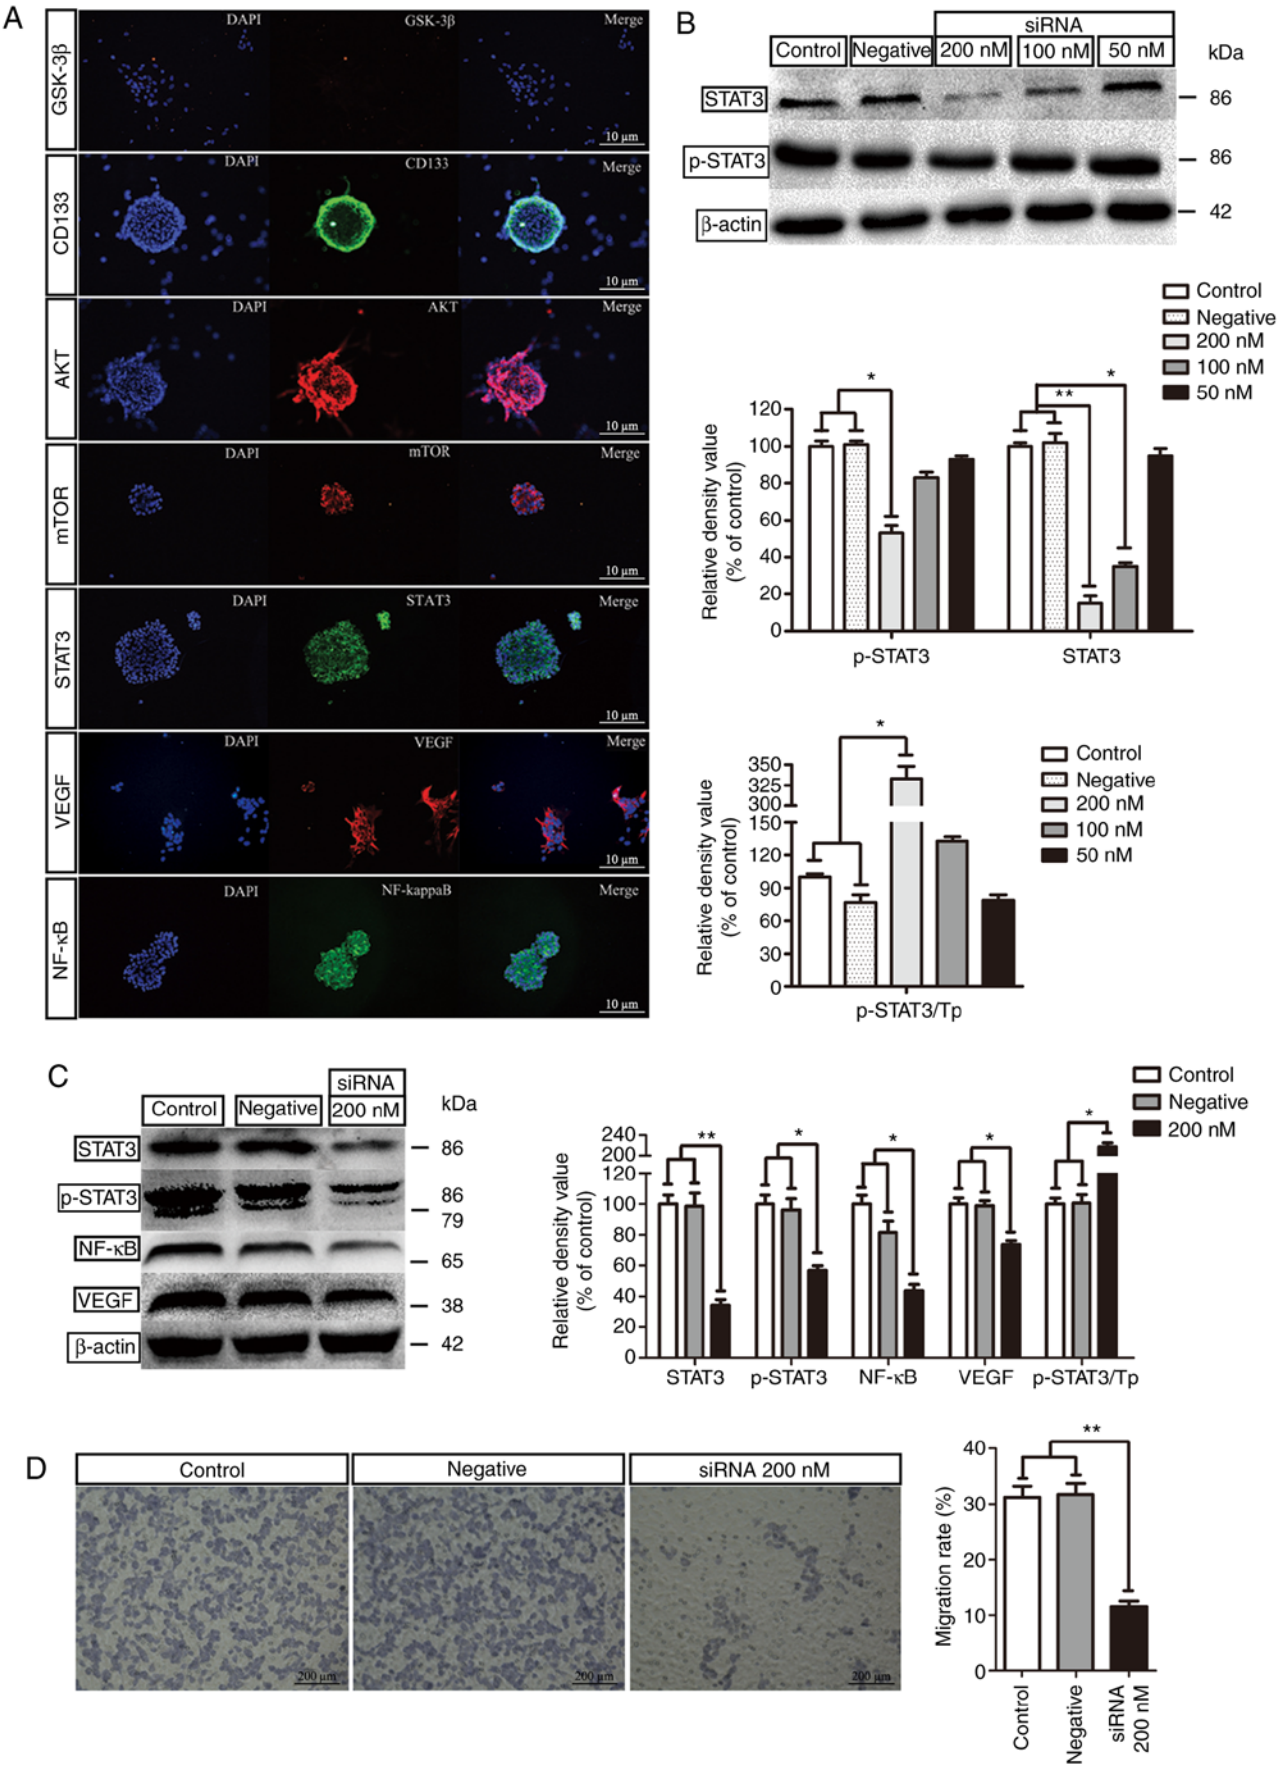 A
GSK-3β
DAPI
GSK-3β
Merge
10 μm
CD133
DAPI
CD133
Merge
10 μm
AKT
DAPI
AKT
Merge
10 μm
mTOR
DAPI
mTOR
Merge
10 μm
STAT3
DAPI
STAT3
Merge
10 μm
VEGF
DAPI
VEGF
Merge
10 μm
NF-κB
DAPI
NF-kappaB
Merge
10 μm
B
siRNA
Control Negative 200 nM 100 nM 50 nM kDa
STAT3 86
p-STAT3 86
β-actin 42
Control
Negative
200 nM
100 nM
50 nM
Relative density value
(% of control)
120
100
80
60
40
20
0
* ** *
p-STAT3 STAT3
Control
Negative
200 nM
100 nM
50 nM
Relative density value
(% of control)
350
325
300
150
120
90
60
30
0
*
p-STAT3/Tp
C
siRNA
Control Negative 200 nM kDa
STAT3 86
p-STAT3 86
79
NF-κB 65
VEGF 38
β-actin 42
Control
Negative
200 nM
Relative density value
(% of control)
240
200
120
100
80
60
40
20
0
** * * * *
STAT3 p-STAT3 NF-κB VEGF p-STAT3/Tp
D
Control Negative siRNA 200 nM
200 μm 200 μm 200 μm
Migration rate (%)
40
30
20
10
0
**
Control
Negative
siRNA
200 nM